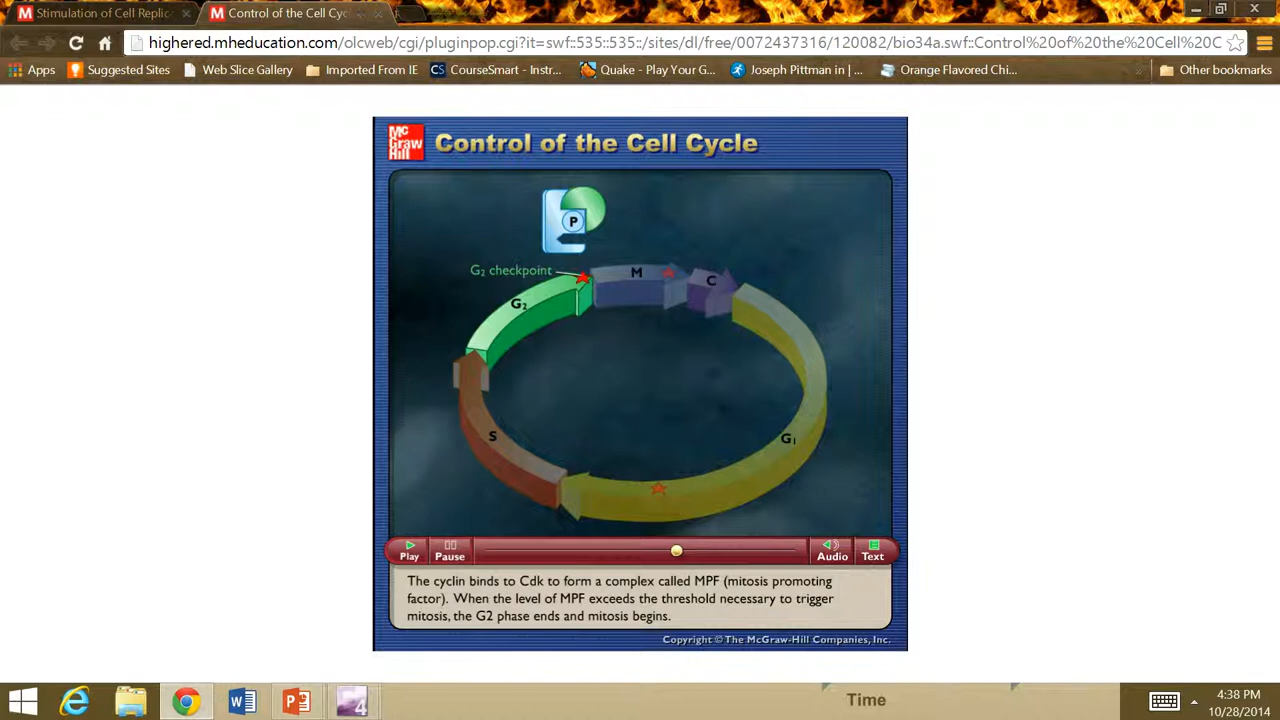 Stimulation of Cell Replic
Control of the Cell Cyc
highered.mheducation.com/olcweb/cgi/pluginpop.cgi?it=swf::535::535::/sites/dl/free/0072437316/120082/bio34a.swf::Control%20of%20the%20Cell%20C
Apps
Suggested Sites
Web Slice Gallery
Imported From IE
CS CourseSmart - Instr...
Quake - Play Your G...
Joseph Pittman in | ...
Orange Flavored Chi...
Other bookmarks
Mc
Graw
Hill
Control of the Cell Cycle
P
G₂ checkpoint
M
C
G₂
S
G₁
Play
Pause
Audio
Text
The cyclin binds to Cdk to form a complex called MPF (mitosis promoting
factor). When the level of MPF exceeds the threshold necessary to trigger
mitosis, the G2 phase ends and mitosis begins.
Copyright © The McGraw-Hill Companies, Inc.
Time
4:38 PM
10/28/2014